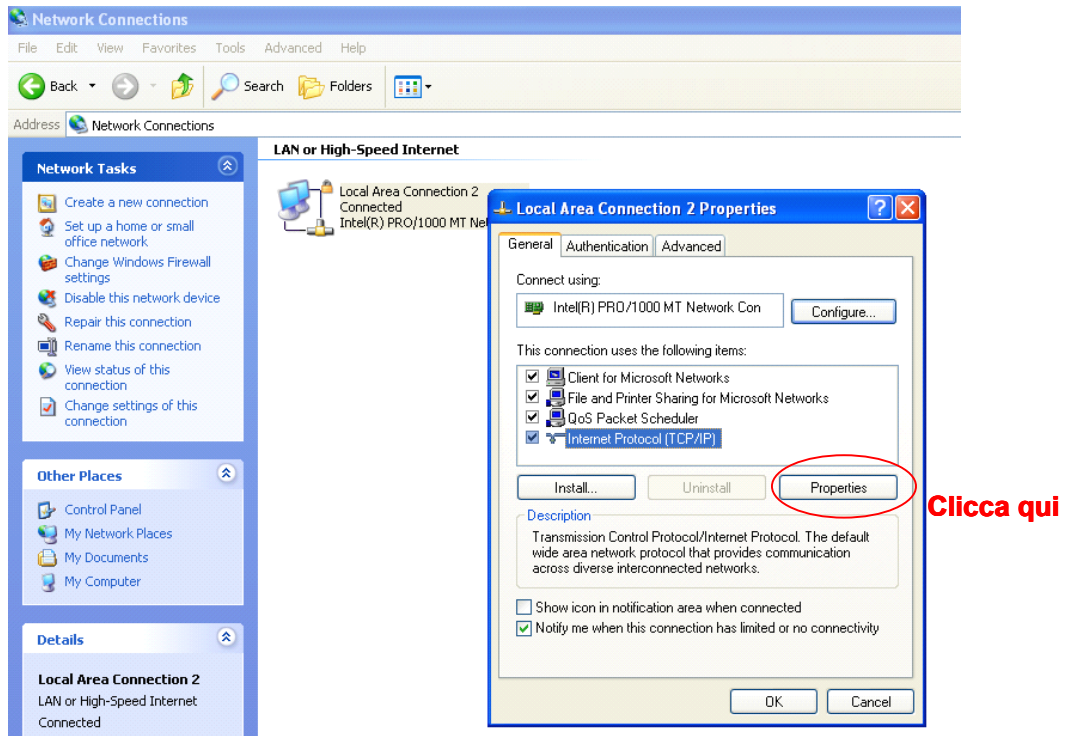 Network Connections
File Edit View Favorites Tools Advanced Help
Back Search Folders
Address Network Connections
Network Tasks
Create a new connection
Set up a home or small
office network
Change Windows Firewall
settings
Disable this network device
Repair this connection
Rename this connection
View status of this
connection
Change settings of this
connection
Other Places
Control Panel
My Network Places
My Documents
My Computer
Details
Local Area Connection 2
LAN or High-Speed Internet
Connected
LAN or High-Speed Internet
Local Area Connection 2
Connected
Intel(R) PRO/1000 MT Net
Local Area Connection 2 Properties
General Authentication Advanced
Connect using:
Intel(R) PRO/1000 MT Network Con
Configure...
This connection uses the following items:
Client for Microsoft Networks
File and Printer Sharing for Microsoft Networks
QoS Packet Scheduler
Internet Protocol (TCP/IP)
Install... Uninstall Properties
Clicca qui
Description
Transmission Control Protocol/Internet Protocol. The default
wide area network protocol that provides communication
across diverse interconnected networks.
Show icon in notification area when connected
Notify me when this connection has limited or no connectivity
OK Cancel